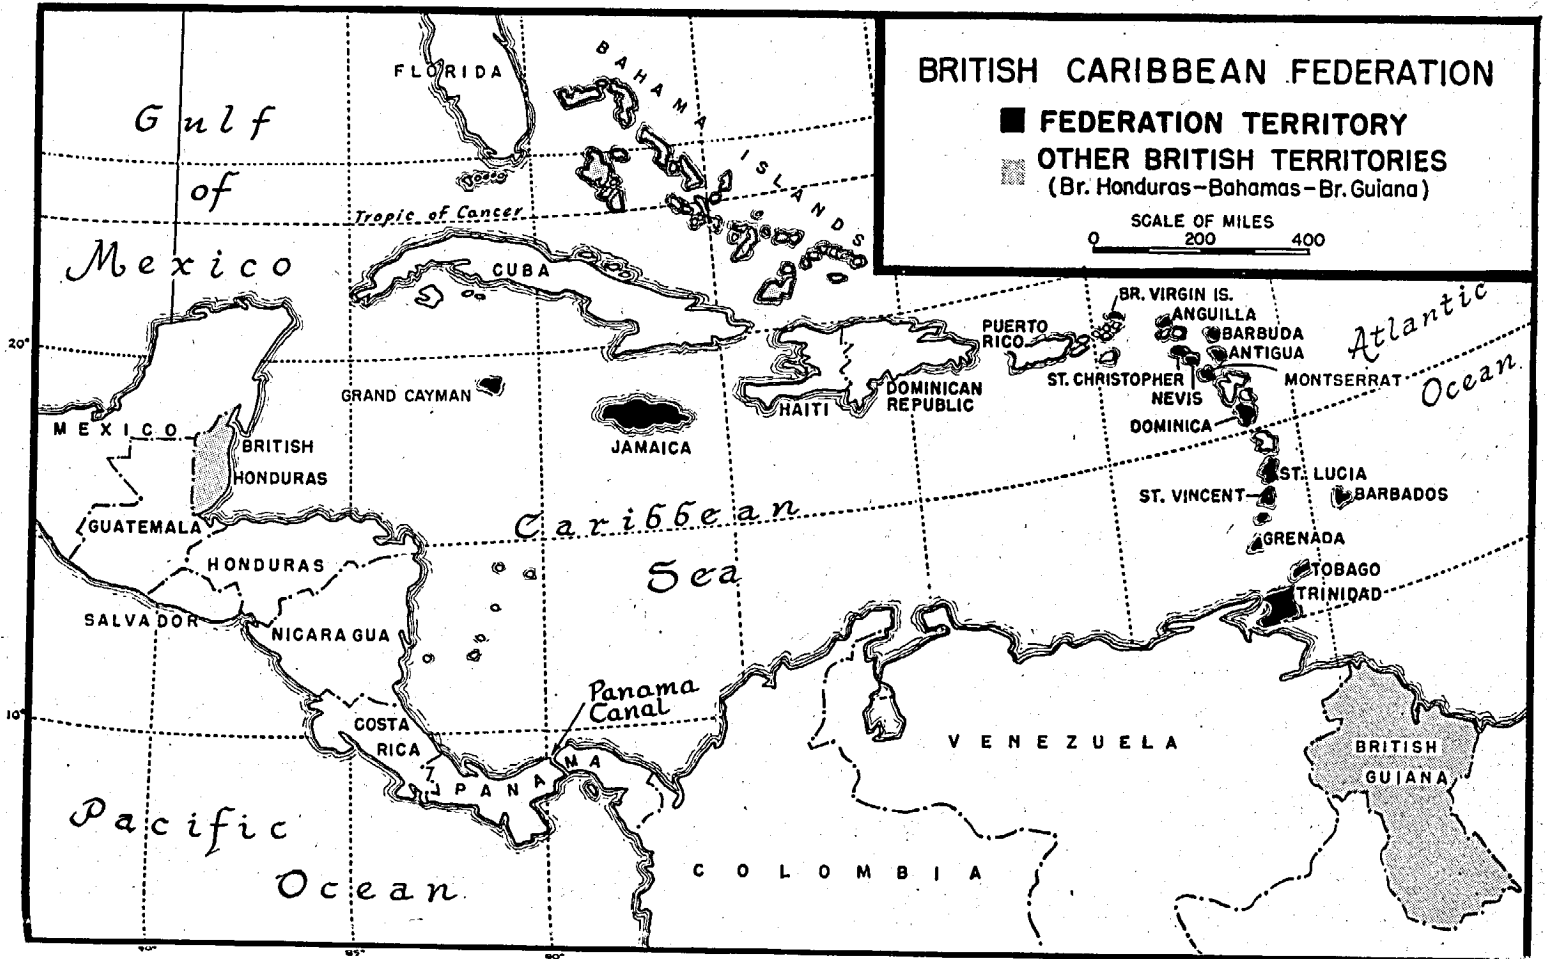 BRITISH CARIBBEAN FEDERATION
FEDERATION TERRITORY
OTHER BRITISH TERRITORIES
(Br. Honduras-Bahamas-Br. Guiana)
SCALE OF MILES
0 200 400
FLORIDA
BAHAMA ISLANDS
Gulf
of
Mexico
Tropic of Cancer
CUBA
BR. VIRGIN IS.
ANGUILLA
PUERTO
RICO
BARBUDA
ANTIGUA
Atlantic
Ocean
20°
ST. CHRISTOPHER
NEVIS
MONTSERRAT
GRAND CAYMAN
DOMINICAN
REPUBLIC
HAITI
DOMINICA
JAMAICA
MEXICO
BRITISH
HONDURAS
ST. LUCIA
ST. VINCENT
BARBADOS
Caribbean
Sea
GUATEMALA
GRENADA
HONDURAS
TOBAGO
TRINIDAD
SALVADOR
NICARAGUA
Panama
Canal
10°
COSTA
RICA
VENEZUELA
BRITISH
GUIANA
PANAMA
Pacific
Ocean
COLOMBIA
90°
85°
80°